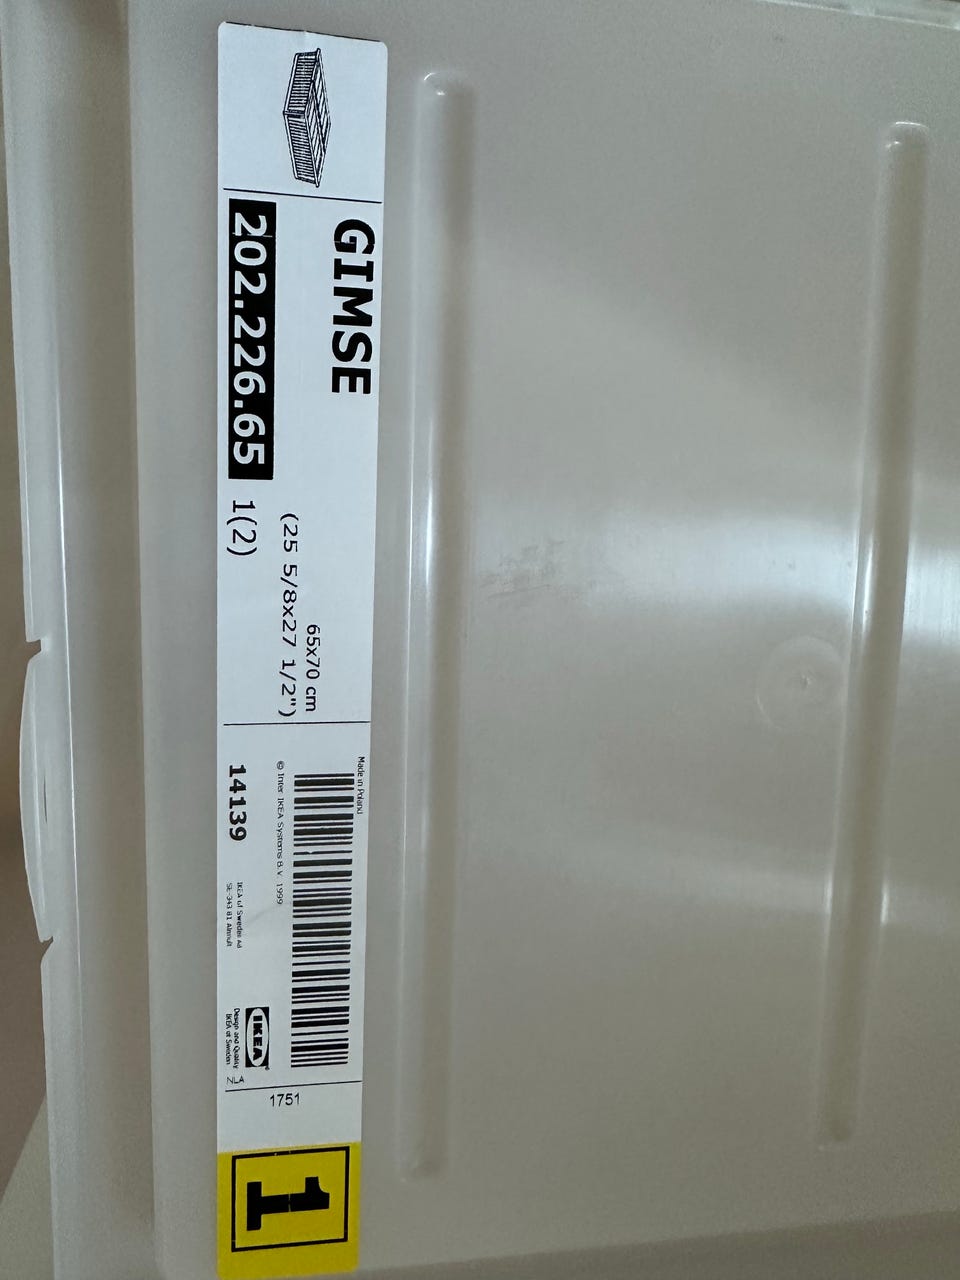 GIMSE
65x70 cm
(25 5/8x27 1/2")
202.226.65 1(2)
Made in Poland
© Inter IKEA Systems B.V. 1999
14139
IKEA of Sweden AB
SE-343 81 Älmhult
IKEA®
Design and Quality
IKEA of Sweden
NLA
1751
1